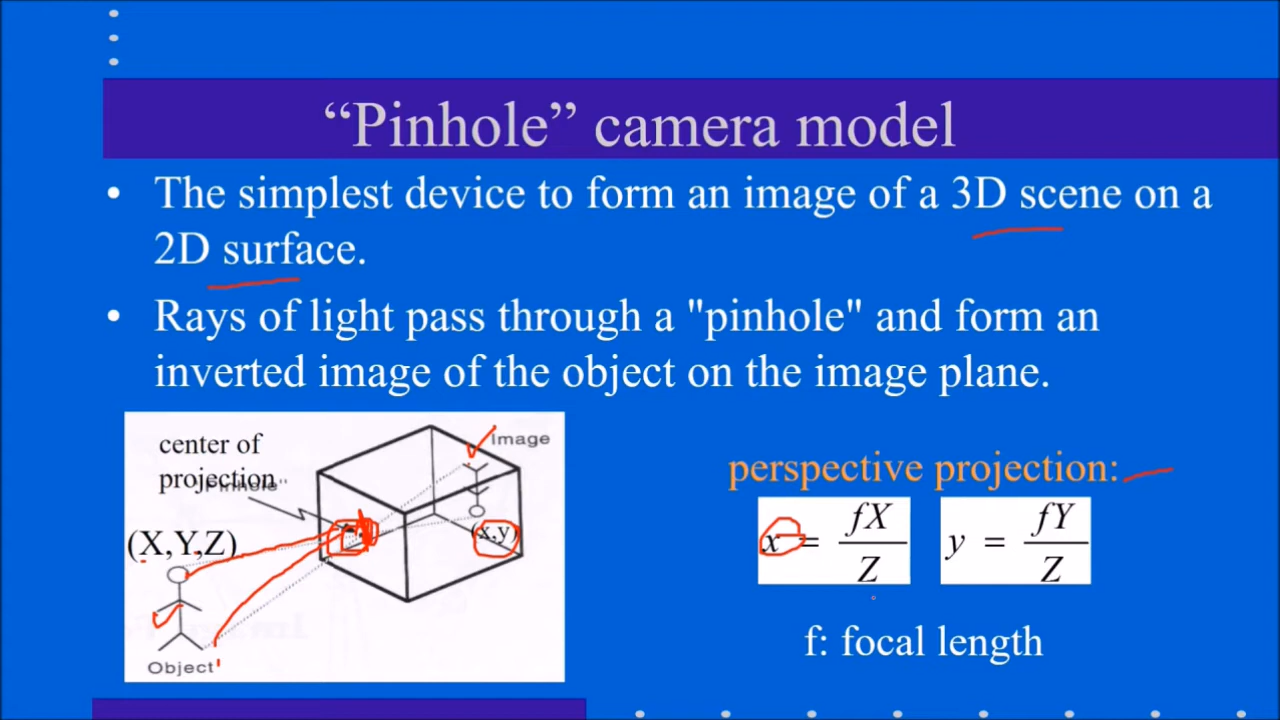 “Pinhole” camera model
• The simplest device to form an image of a 3D scene on a
2D surface.
• Rays of light pass through a "pinhole" and form an
inverted image of the object on the image plane.
center of
projection
"Pinhole"
Image
(x,y)
(X,Y,Z)
Object
perspective projection:
x = fX / Z
y = fY / Z
f: focal length